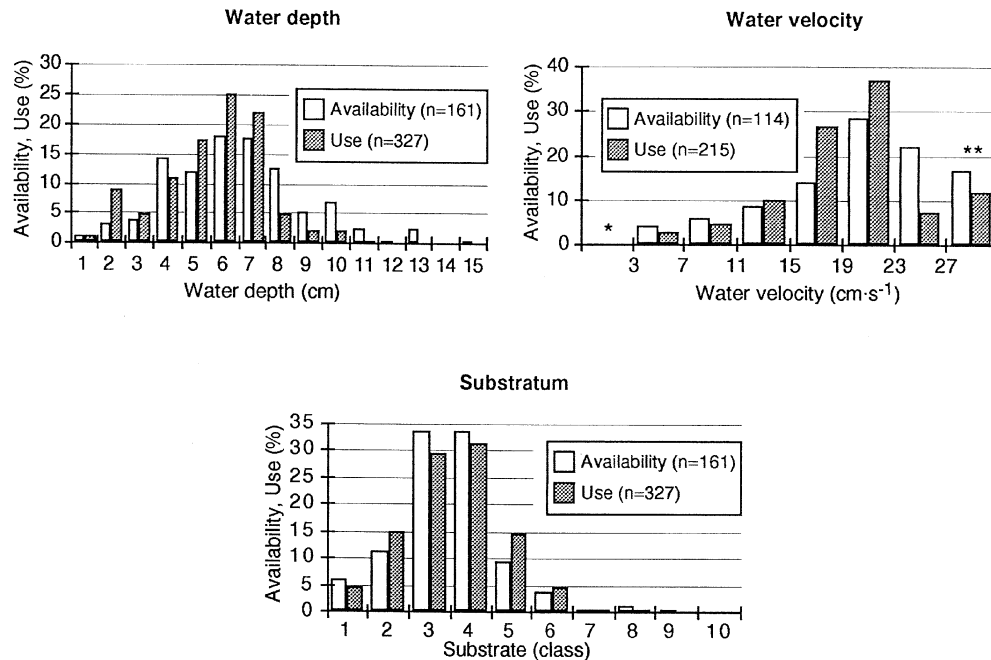 Water depth
Availability, Use (%)
30
25
20
15
10
5
0
Availability (n=161)
Use (n=327)
1 2 3 4 5 6 7 8 9 10 11 12 13 14 15
Water depth (cm)
Water velocity
Availability, Use (%)
40
30
20
10
0
Availability (n=114)
Use (n=215)
*
**
3 7 11 15 19 23 27
Water velocity (cm·s-1)
Substratum
Availability, Use (%)
35
30
25
20
15
10
5
0
Availability (n=161)
Use (n=327)
1 2 3 4 5 6 7 8 9 10
Substrate (class)